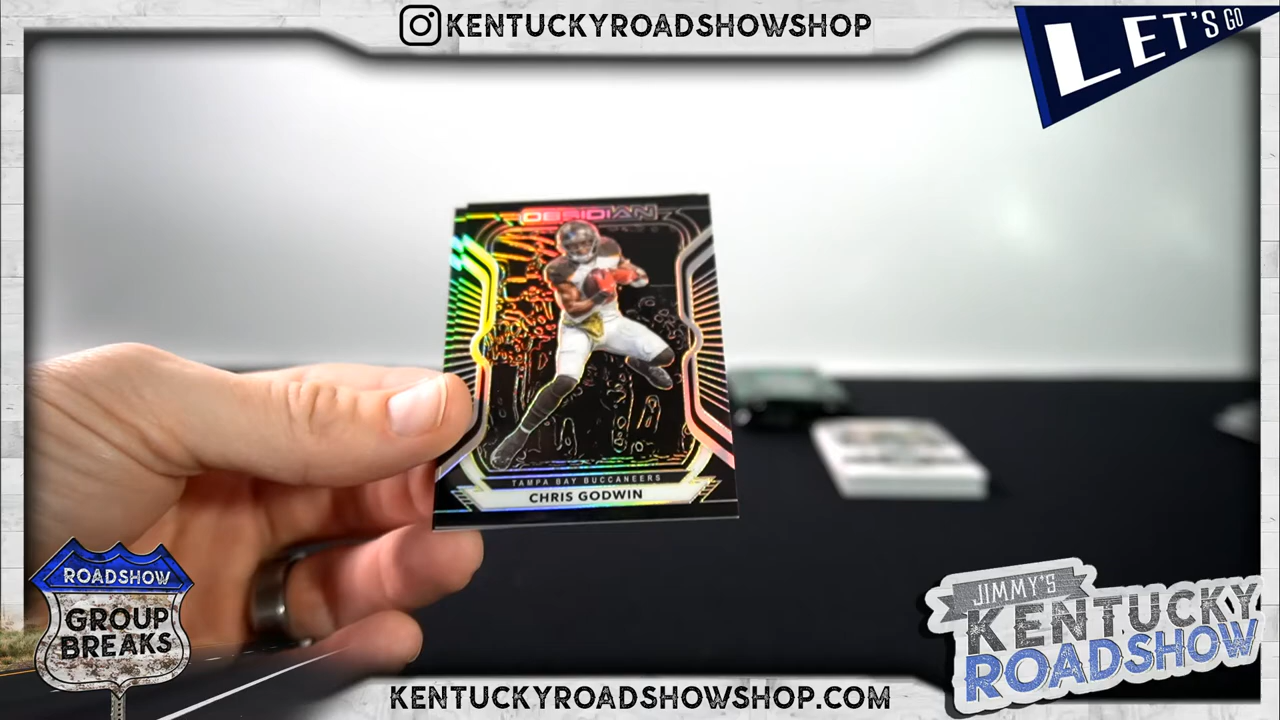 KENTUCKYROADSHOWSHOP
LET'S GO
OBSIDIAN
TAMPA BAY BUCCANEERS
CHRIS GODWIN
ROADSHOW
GROUP
BREAKS
JIMMY'S
KENTUCKY
ROADSHOW
KENTUCKYROADSHOWSHOP.COM